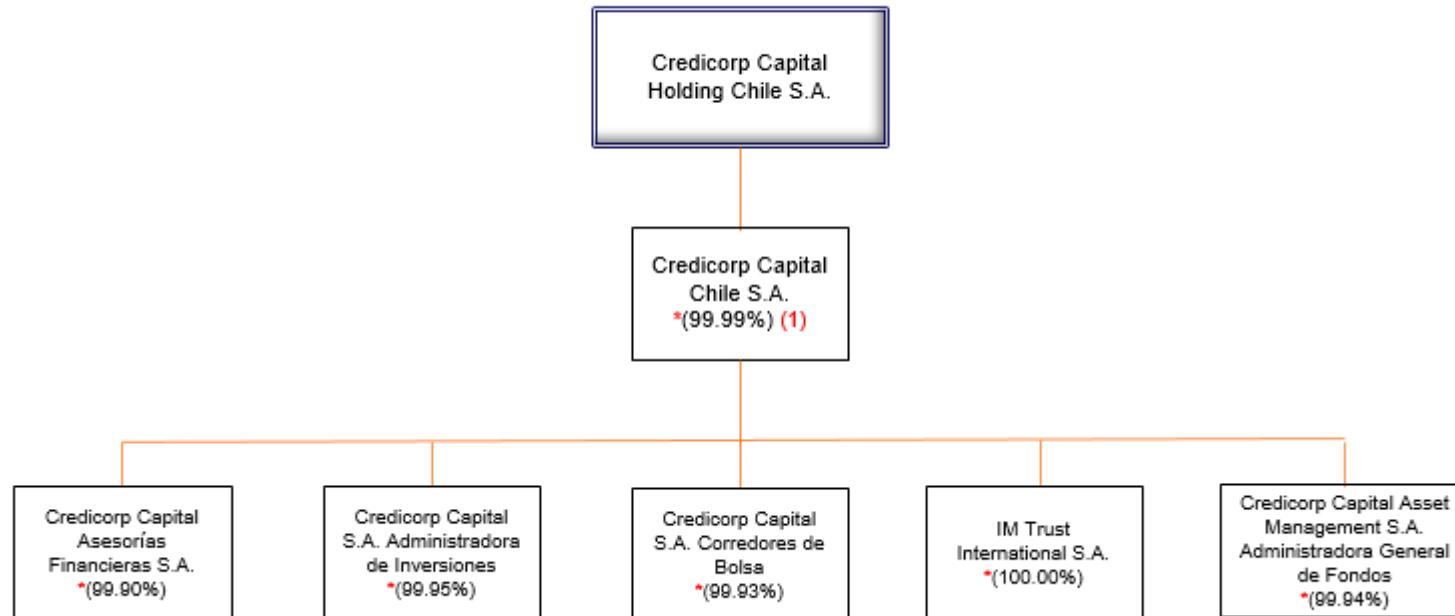 Credicorp Capital
Holding Chile S.A.
Credicorp Capital
Chile S.A.
*(99.99%) (1)
Credicorp Capital
Asesorías
Financieras S.A.
*(99.90%)
Credicorp Capital
S.A. Administradora
de Inversiones
*(99.95%)
Credicorp Capital
S.A. Corredores de
Bolsa
*(99.93%)
IM Trust
International S.A.
*(100.00%)
Credicorp Capital Asset
Management S.A.
Administradora General
de Fondos
*(99.94%)